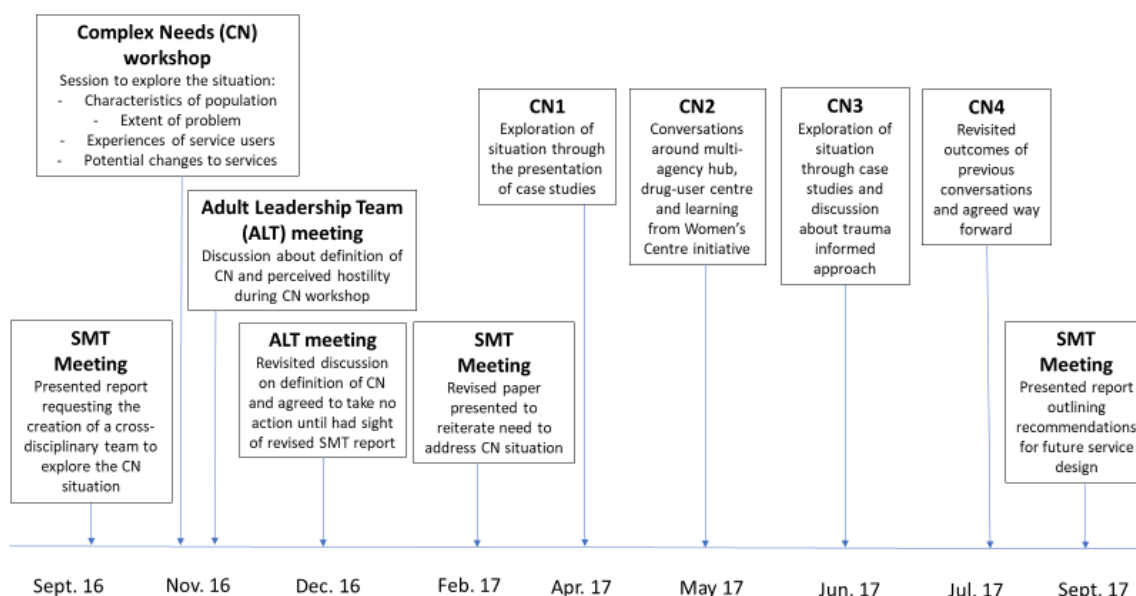 Complex Needs (CN)
workshop
Session to explore the situation:
- Characteristics of population
- Extent of problem
- Experiences of service users
- Potential changes to services
Adult Leadership Team
(ALT) meeting
Discussion about definition of
CN and perceived hostility
during CN workshop
CN1
Exploration of
situation through
the presentation
of case studies
CN2
Conversations
around multi-
agency hub,
drug-user centre
and learning
from Women's
Centre initiative
CN3
Exploration of
situation
through case
studies and
discussion
about trauma
informed
approach
CN4
Revisited
outcomes of
previous
conversations
and agreed way
forward
SMT
Meeting
Presented report
requesting the
creation of a cross-
disciplinary team to
explore the CN
situation
ALT meeting
Revisited discussion
on definition of CN
and agreed to take no
action until had sight
of revised SMT report
SMT
Meeting
Revised paper
presented to
reiterate need to
address CN situation
SMT
Meeting
Presented report
outlining
recommendations
for future service
design
Sept. 16 Nov. 16 Dec. 16 Feb. 17 Apr. 17 May 17 Jun. 17 Jul. 17 Sept. 17